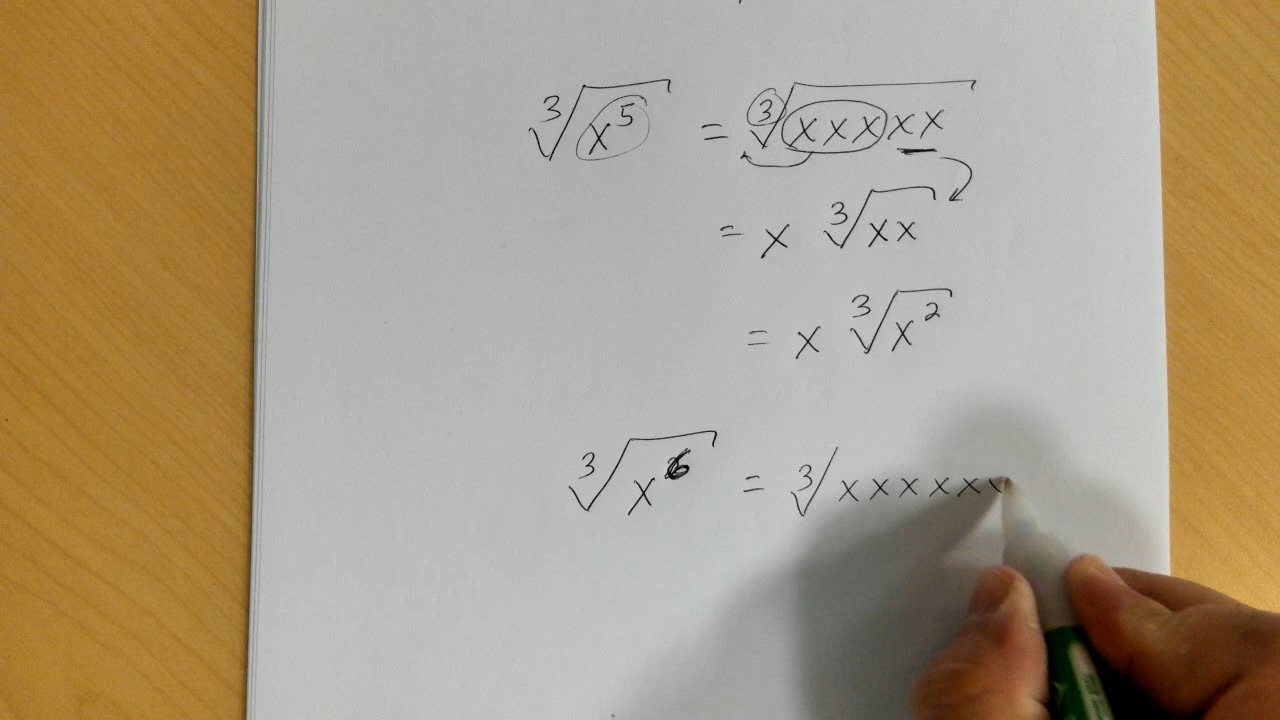 ∛(x⁵) = ∛(xxxxx)
= x ∛(xx)
= x ∛(x²)
∛(x⁶) = ∛xxxxx